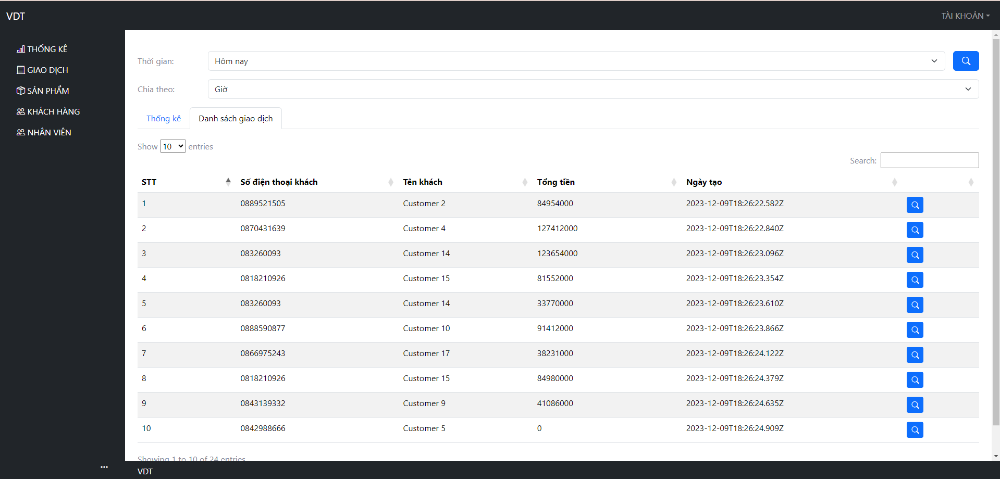 VDT
TÀI KHOẢN
THỐNG KÊ
GIAO DỊCH
SẢN PHẨM
KHÁCH HÀNG
NHÂN VIÊN
Thời gian: Hôm nay
Chia theo: Giờ
Thống kê Danh sách giao dịch
Show 10 entries
Search:
STT Số điện thoại khách Tên khách Tổng tiền Ngày tạo
1 0889521505 Customer 2 84954000 2023-12-09T18:26:22.582Z
2 0870431639 Customer 4 127412000 2023-12-09T18:26:22.840Z
3 083260093 Customer 14 123654000 2023-12-09T18:26:23.096Z
4 0818210926 Customer 15 81552000 2023-12-09T18:26:23.354Z
5 083260093 Customer 14 33770000 2023-12-09T18:26:23.610Z
6 0888590877 Customer 10 91412000 2023-12-09T18:26:23.866Z
7 0866975243 Customer 17 38231000 2023-12-09T18:26:24.122Z
8 0818210926 Customer 15 84980000 2023-12-09T18:26:24.379Z
9 0843139332 Customer 9 41086000 2023-12-09T18:26:24.635Z
10 0842988666 Customer 5 0 2023-12-09T18:26:24.909Z
Showing 1 to 10 of 24 entries
VDT